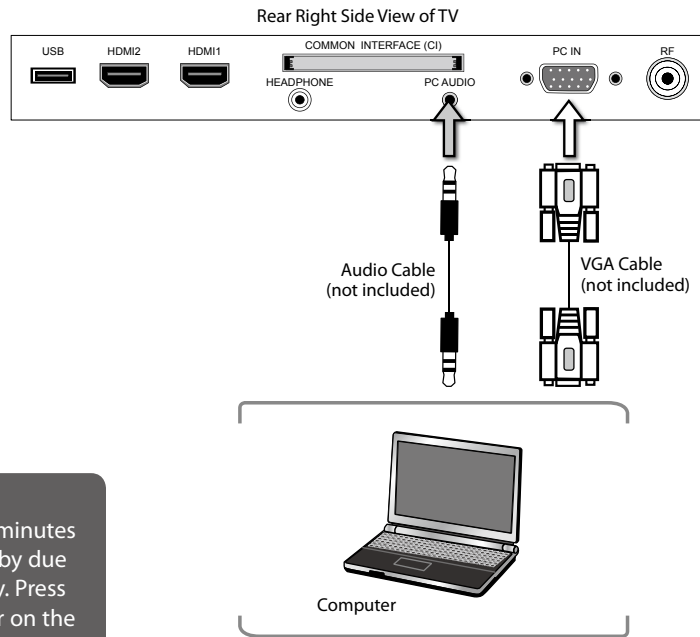 Rear Right Side View of TV
USB HDMI2 HDMI1 COMMON INTERFACE (CI) PC IN RF
HEADPHONE PC AUDIO
Audio Cable
(not included)
VGA Cable
(not included)
Computer
minutes
by due
y. Press
r on the